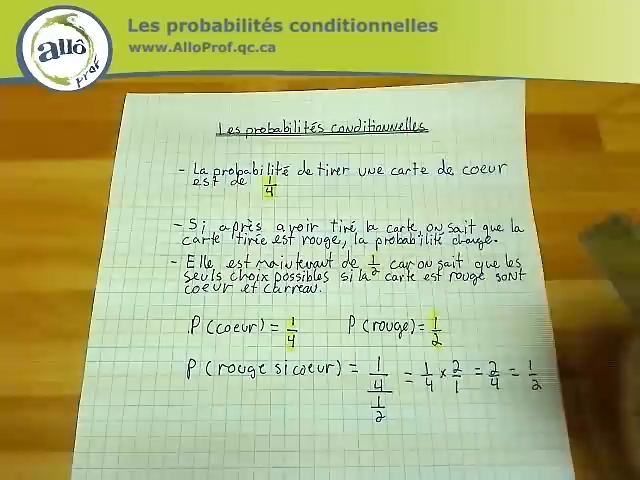 Les probabilités conditionnelles
www.AlloProf.qc.ca
allô
prof
Les probabilités conditionnelles
- La probabilité de tirer une carte de coeur
est de 1/4
- Si après avoir tiré la carte, on sait que la
carte tirée est rouge, la probabilité change.
- Elle est maintenant de 1/2 car on sait que les
seuls choix possibles si la carte est rouge sont
coeur et carreau.
P(coeur) = 1/4 P(rouge) = 1/2
P(rouge si coeur) = 1/4 / 1/2 = 1/4 × 2/1 = 2/4 = 1/2